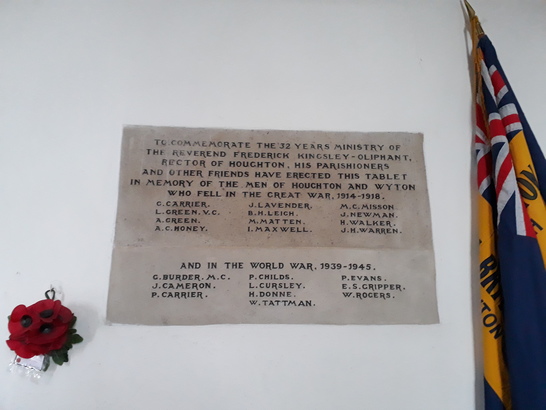 TO COMMEMORATE THE 32 YEARS MINISTRY OF
THE REVEREND FREDERICK KINGSLEY-OLIPHANT,
RECTOR OF HOUGHTON, HIS PARISHIONERS
AND OTHER FRIENDS HAVE ERECTED THIS TABLET
IN MEMORY OF THE MEN OF HOUGHTON AND WYTON
WHO FELL IN THE GREAT WAR, 1914-1918.
C. CARRIER. J. LAVENDER. M.C. MISSON.
L. GREEN, V.C. B.H. LEIGH. J. NEWMAN.
A. GREEN. M. MATTEN. H. WALKER.
A.C. HONEY. I. MAXWELL. J.H. WARREN.
AND IN THE WORLD WAR, 1939-1945.
G. BURDER. M.C. P. CHILDS. P. EVANS.
J. CAMERON. L. CURSLEY. E.S. GRIPPER.
P. CARRIER. H. DONNE. W. ROGERS.
W. TATTMAN.